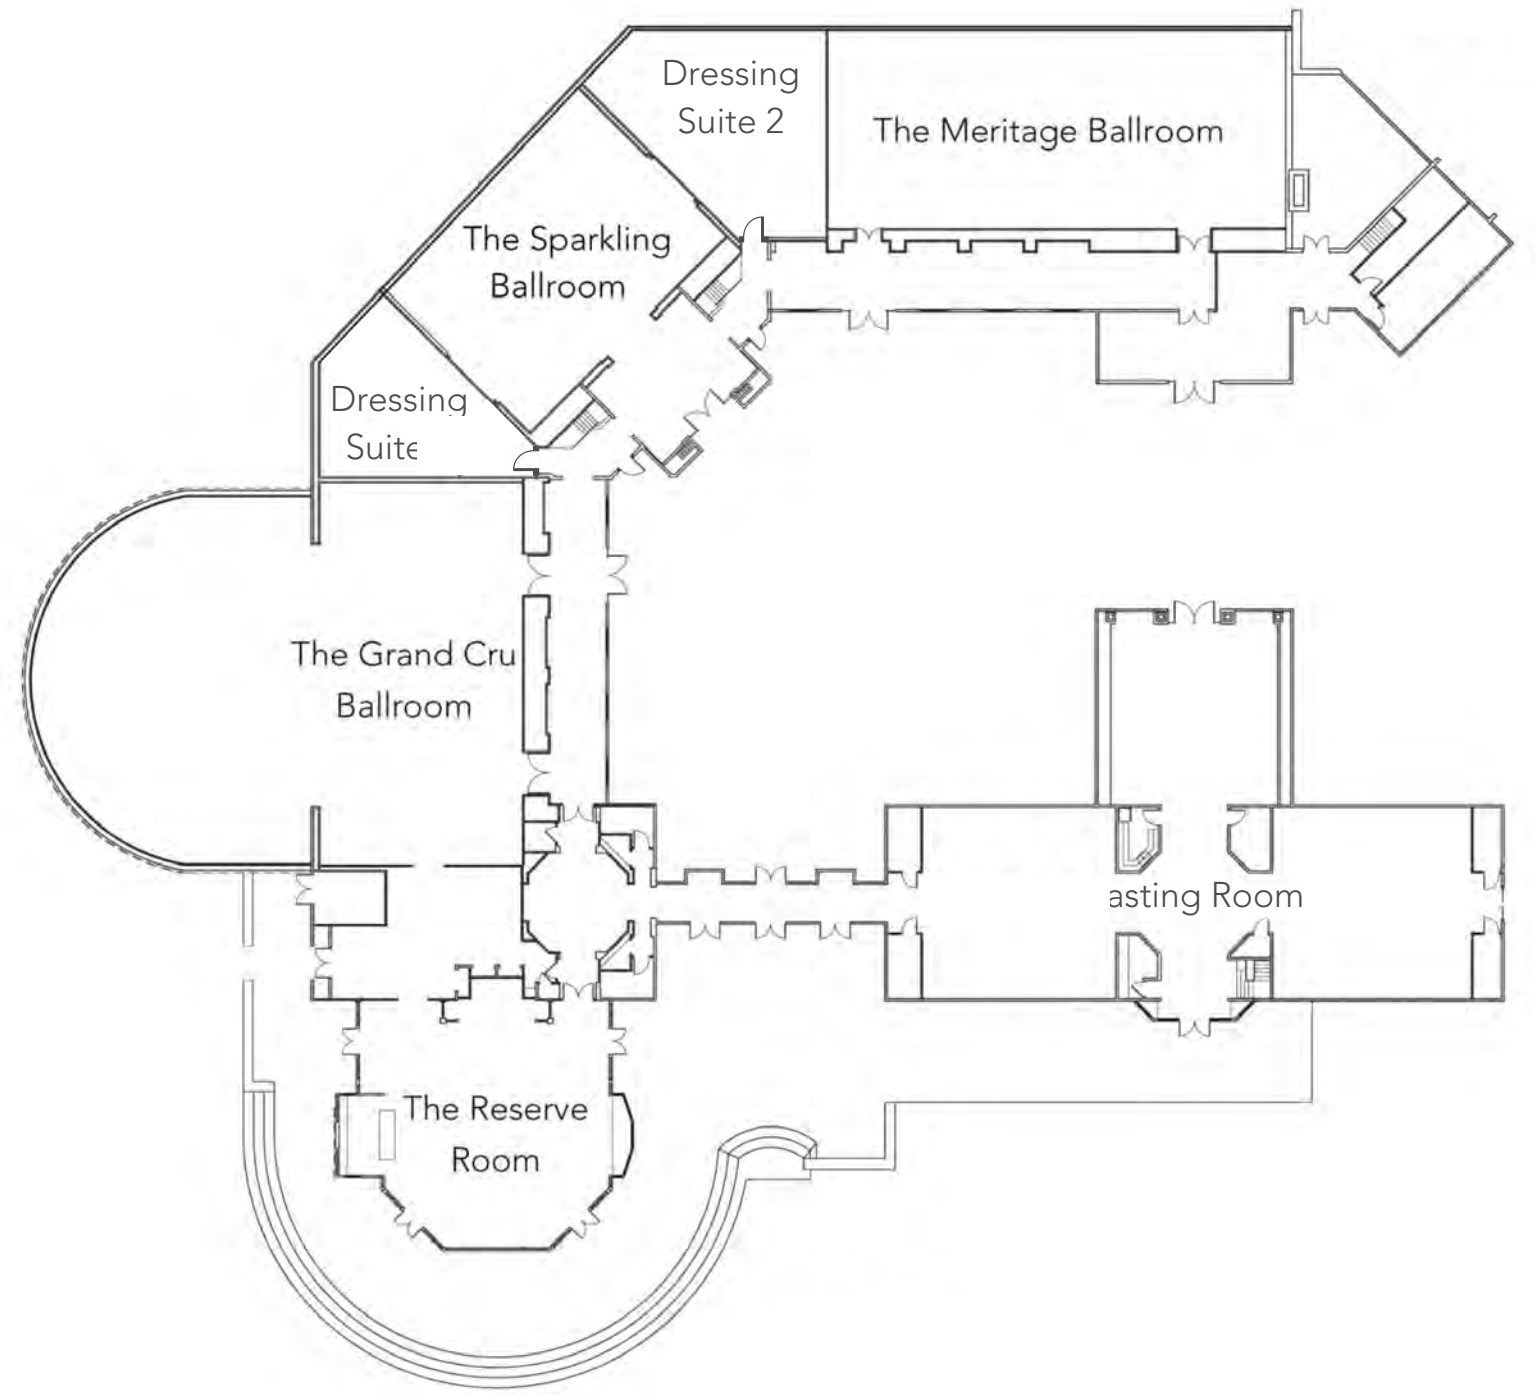 Dressing
Suite 2
The Meritage Ballroom
The Sparkling
Ballroom
Dressing
Suite
The Grand Cru
Ballroom
asting Room
The Reserve
Room